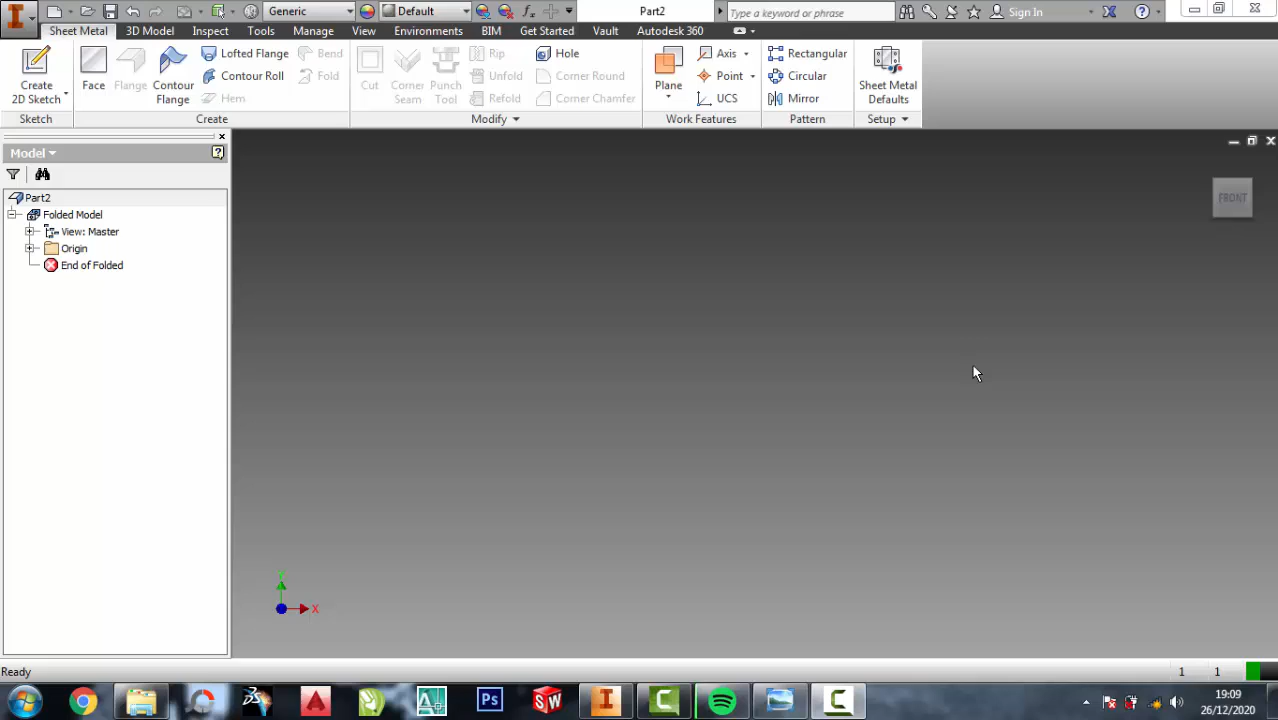 Generic
Default
Part2
Type a keyword or phrase
Sign In
Sheet Metal 3D Model Inspect Tools Manage View Environments BIM Get Started Vault Autodesk 360
Create
2D Sketch
Face
Flange
Contour
Flange
Lofted Flange
Contour Roll
Hem
Bend
Fold
Cut
Corner
Seam
Punch
Tool
Rip
Unfold
Refold
Hole
Corner Round
Corner Chamfer
Plane
Axis
Point
UCS
Rectangular
Circular
Mirror
Sheet Metal
Defaults
Sketch Create Modify Work Features Pattern Setup
Model
Part2
Folded Model
View: Master
Origin
End of Folded
FRONT
X
Ready
1 1
Ps
SW
19:09
26/12/2020